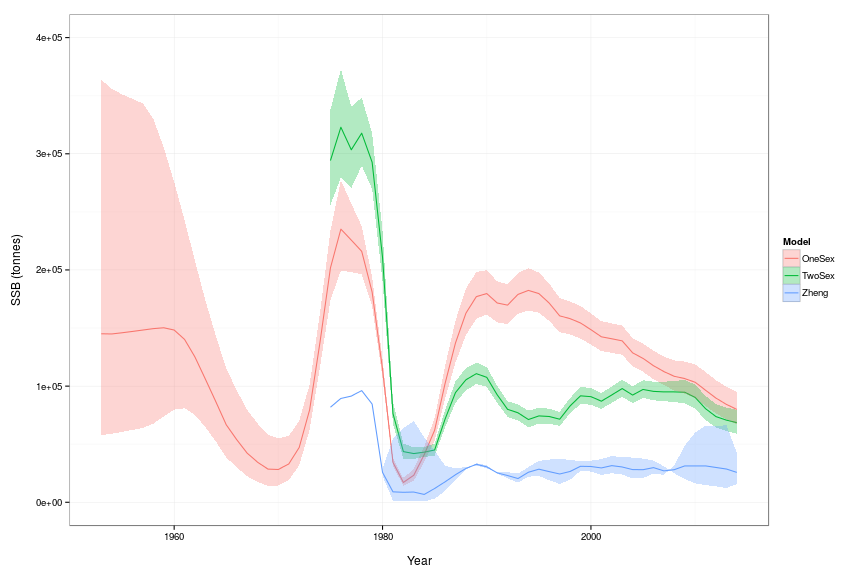 4e+05
3e+05
2e+05
1e+05
0e+00
SSB (tonnes)
1960
1980
2000
Year
Model
OneSex
TwoSex
Zheng